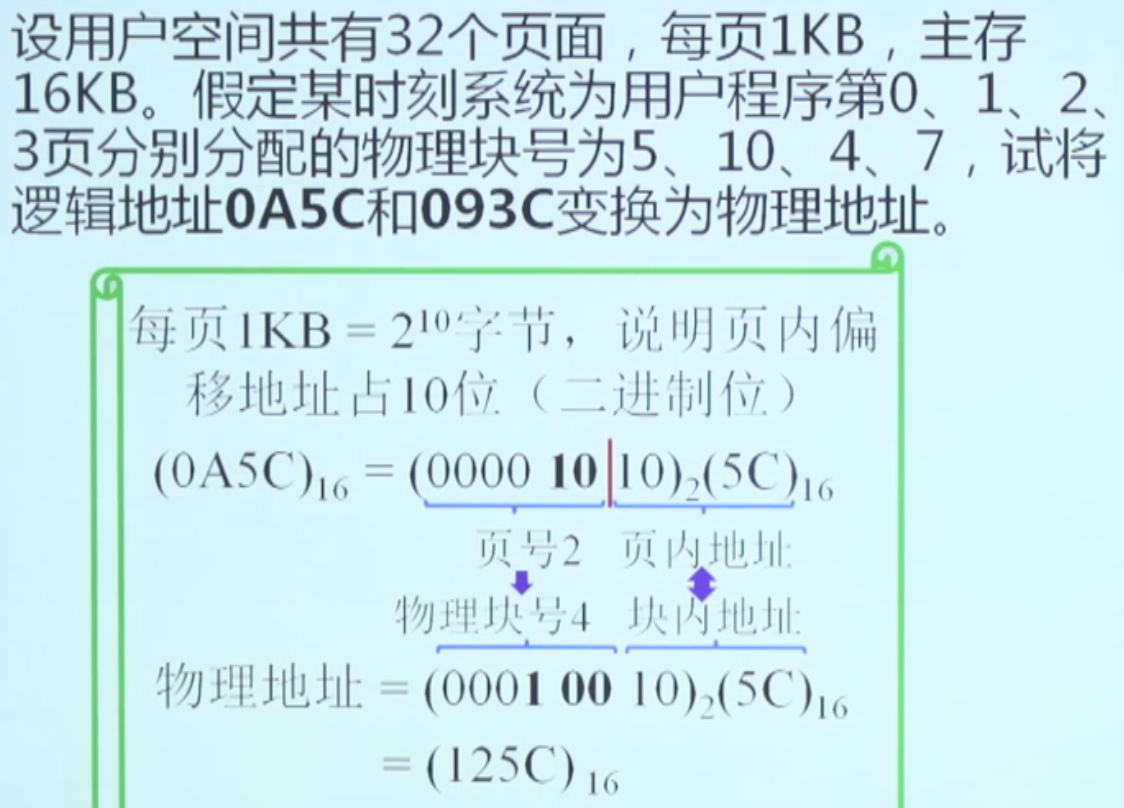 设用户空间共有32个页面，每页1KB，主存
16KB。假定某时刻系统为用户程序第0、1、2、
3页分别分配的物理块号为5、10、4、7，试将
逻辑地址0A5C和093C变换为物理地址。
每页1KB = 2¹⁰字节，说明页内偏
移地址占10位（二进制位）
(0A5C)₁₆ = (0000 10|10)₂(5C)₁₆
页号2 页内地址
物理块号4 块内地址
物理地址 = (0001 00 10)₂(5C)₁₆
= (125C) ₁₆